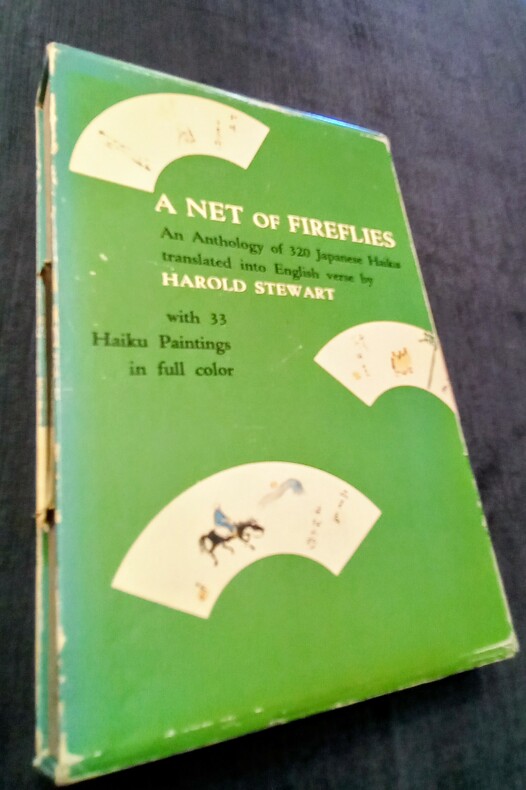 A NET OF FIREFLIES
An Anthology of 320 Japanese Haiku
translated into English verse by
HAROLD STEWART
with 33
Haiku Paintings
in full color